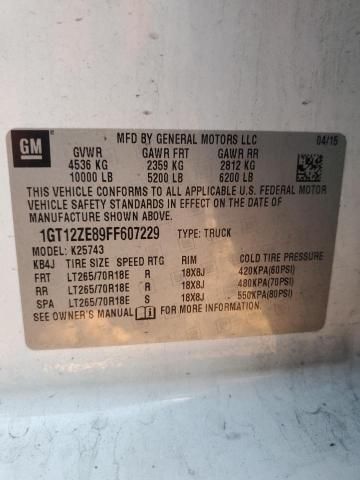 GM
MFD BY GENERAL MOTORS LLC 04/15
GVWR GAWR FRT GAWR RR
4536 KG 2359 KG 2812 KG
10000 LB 5200 LB 6200 LB
THIS VEHICLE CONFORMS TO ALL APPLICABLE U.S. FEDERAL MOTOR
VEHICLE SAFETY STANDARDS IN EFFECT ON THE DATE OF
MANUFACTURE SHOWN ABOVE.
1GT12ZE89FF607229 TYPE: TRUCK
MODEL: K25743
KB4J TIRE SIZE SPEED RTG RIM COLD TIRE PRESSURE
FRT LT265/70R18E R 18X8J 420KPA(60PSI)
RR LT265/70R18E R 18X8J 480KPA(70PSI)
SPA LT265/70R18E S 18X8J 550KPA(80PSI)
SEE OWNER'S MANUAL FOR MORE INFORMATION.